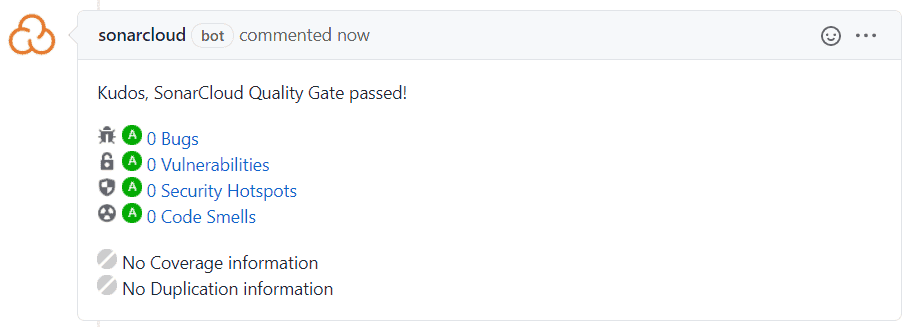 sonarcloud bot commented now
Kudos, SonarCloud Quality Gate passed!
A 0 Bugs
A 0 Vulnerabilities
A 0 Security Hotspots
A 0 Code Smells
No Coverage information
No Duplication information